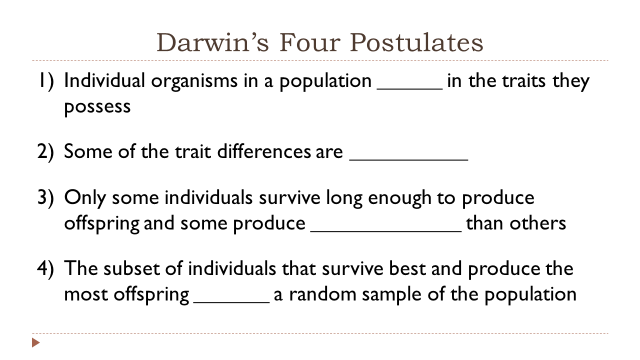 Darwin's Four Postulates
1) Individual organisms in a population ______ in the traits they
possess
2) Some of the trait differences are ___________
3) Only some individuals survive long enough to produce
offspring and some produce ______________ than others
4) The subset of individuals that survive best and produce the
most offspring _______ a random sample of the population